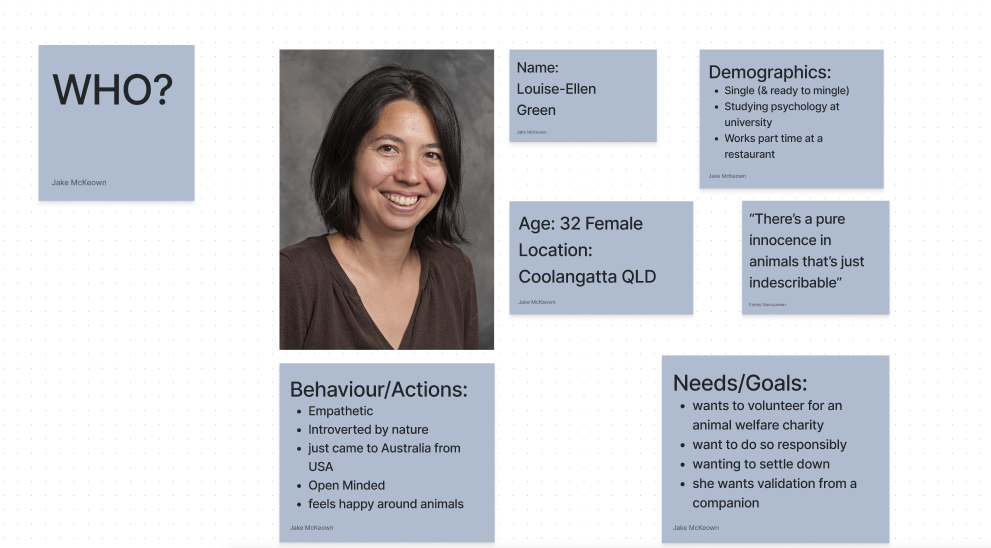 WHO?
Jake McKeown
Name:
Louise-Ellen
Green
Jake McKeown
Demographics:
• Single (& ready to mingle)
• Studying psychology at
university
• Works part time at a
restaurant
Jake McKeown
Age: 32 Female
Location:
Coolangatta QLD
Jake McKeown
“There’s a pure
innocence in
animals that’s just
indescribable”
Behaviour/Actions:
• Empathetic
• Introverted by nature
• just came to Australia from
USA
• Open Minded
• feels happy around animals
Jake McKeown
Needs/Goals:
• wants to volunteer for an
animal welfare charity
• want to do so responsibly
• wanting to settle down
• she wants validation from a
companion
Jake McKeown